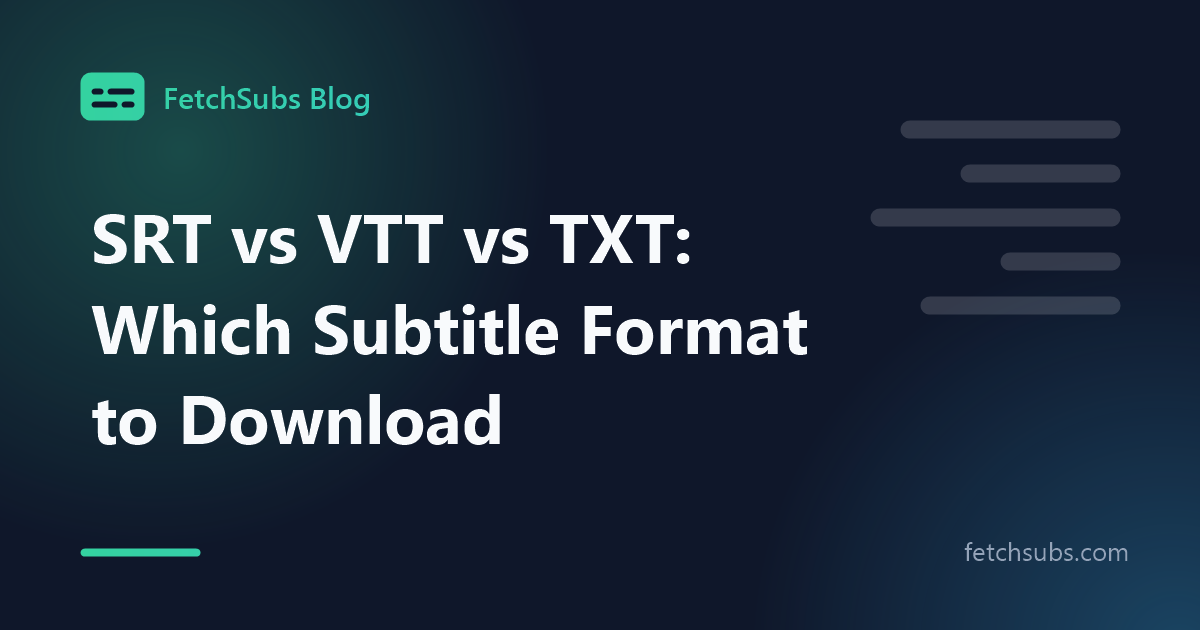 FetchSubs Blog
SRT vs VTT vs TXT:
Which Subtitle Format
to Download
fetchsubs.com